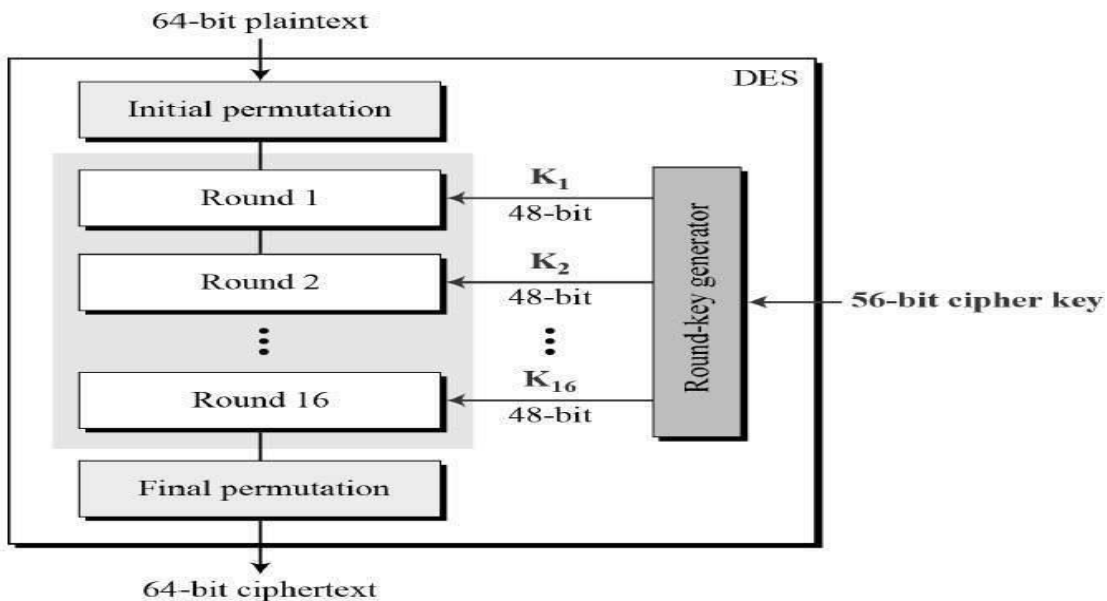 64-bit plaintext
DES
Initial permutation
Round 1
K1
48-bit
Round 2
K2
48-bit
Round 16
K16
48-bit
Round-key generator
56-bit cipher key
Final permutation
64-bit ciphertext